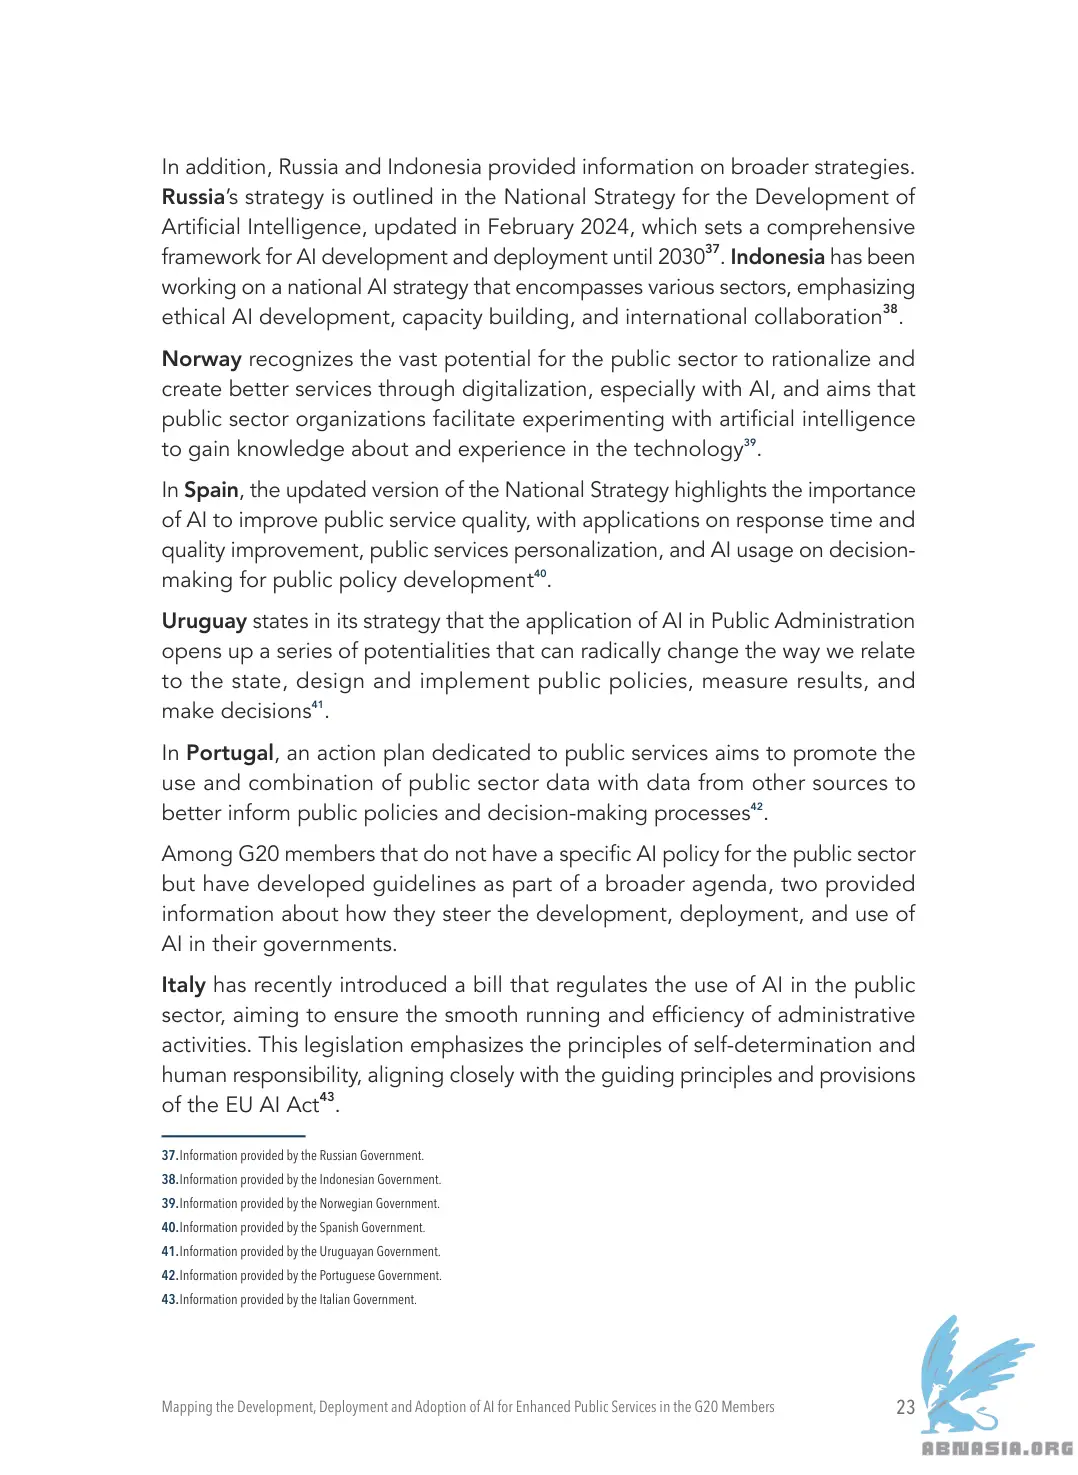 In addition, Russia and Indonesia provided information on broader strategies.
Russia’s strategy is outlined in the National Strategy for the Development of
Artificial Intelligence, updated in February 2024, which sets a comprehensive
framework for AI development and deployment until 2030³⁷. Indonesia has been
working on a national AI strategy that encompasses various sectors, emphasizing
ethical AI development, capacity building, and international collaboration³⁸.
Norway recognizes the vast potential for the public sector to rationalize and
create better services through digitalization, especially with AI, and aims that
public sector organizations facilitate experimenting with artificial intelligence
to gain knowledge about and experience in the technology³⁹.
In Spain, the updated version of the National Strategy highlights the importance
of AI to improve public service quality, with applications on response time and
quality improvement, public services personalization, and AI usage on decision-
making for public policy development⁴⁰.
Uruguay states in its strategy that the application of AI in Public Administration
opens up a series of potentialities that can radically change the way we relate
to the state, design and implement public policies, measure results, and
make decisions⁴¹.
In Portugal, an action plan dedicated to public services aims to promote the
use and combination of public sector data with data from other sources to
better inform public policies and decision-making processes⁴².
Among G20 members that do not have a specific AI policy for the public sector
but have developed guidelines as part of a broader agenda, two provided
information about how they steer the development, deployment, and use of
AI in their governments.
Italy has recently introduced a bill that regulates the use of AI in the public
sector, aiming to ensure the smooth running and efficiency of administrative
activities. This legislation emphasizes the principles of self-determination and
human responsibility, aligning closely with the guiding principles and provisions
of the EU AI Act⁴³.
37.Information provided by the Russian Government.
38.Information provided by the Indonesian Government.
39.Information provided by the Norwegian Government.
40.Information provided by the Spanish Government.
41.Information provided by the Uruguayan Government.
42.Information provided by the Portuguese Government.
43.Information provided by the Italian Government.
Mapping the Development, Deployment and Adoption of AI for Enhanced Public Services in the G20 Members 23
ABNASIA.ORG